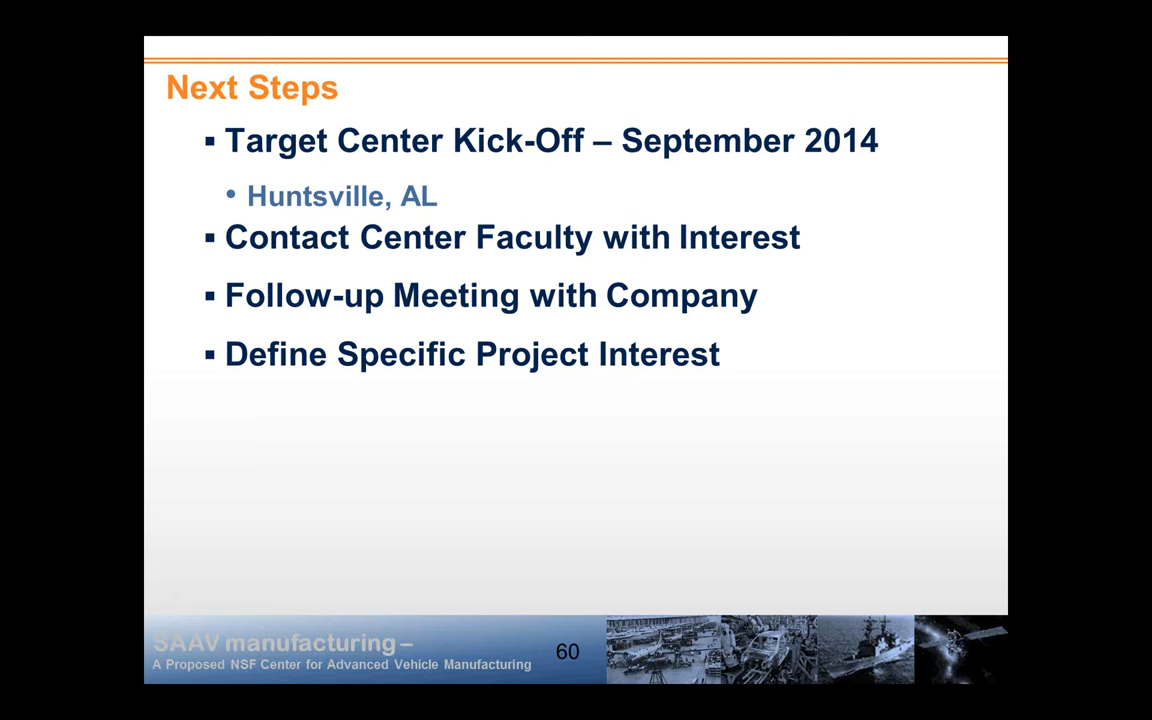 Next Steps
▪ Target Center Kick-Off – September 2014
• Huntsville, AL
▪ Contact Center Faculty with Interest
▪ Follow-up Meeting with Company
▪ Define Specific Project Interest
SAAV manufacturing –
A Proposed NSF Center for Advanced Vehicle Manufacturing
60